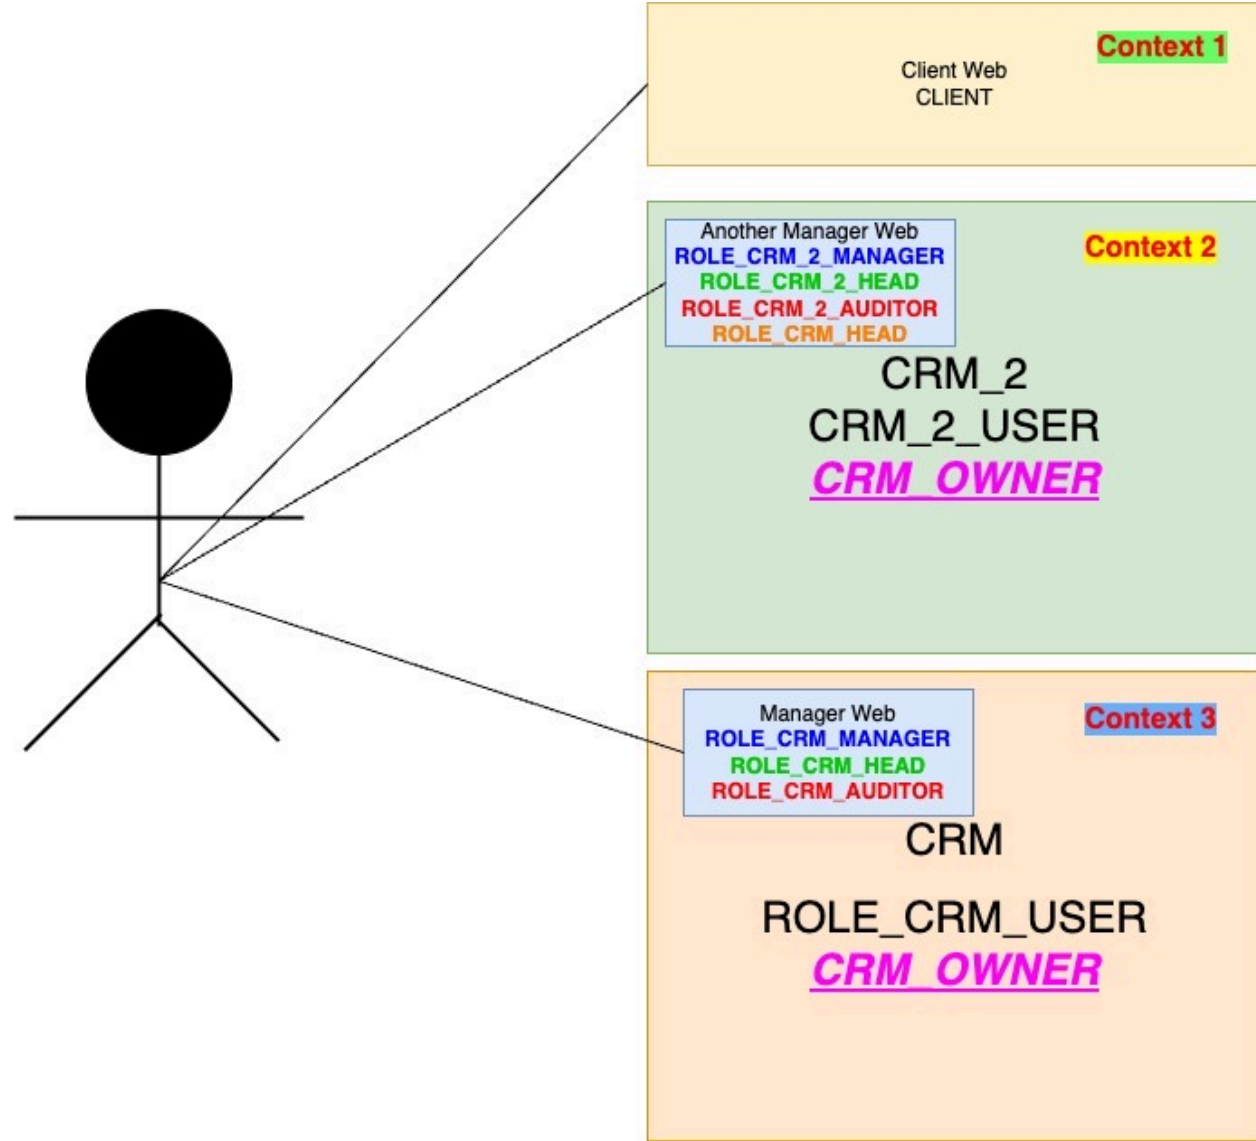 Context 1
Client Web
CLIENT
Another Manager Web
ROLE_CRM_2_MANAGER
ROLE_CRM_2_HEAD
ROLE_CRM_2_AUDITOR
ROLE_CRM_HEAD
Context 2
CRM_2
CRM_2_USER
CRM_OWNER
Manager Web
ROLE_CRM_MANAGER
ROLE_CRM_HEAD
ROLE_CRM_AUDITOR
Context 3
CRM
ROLE_CRM_USER
CRM_OWNER